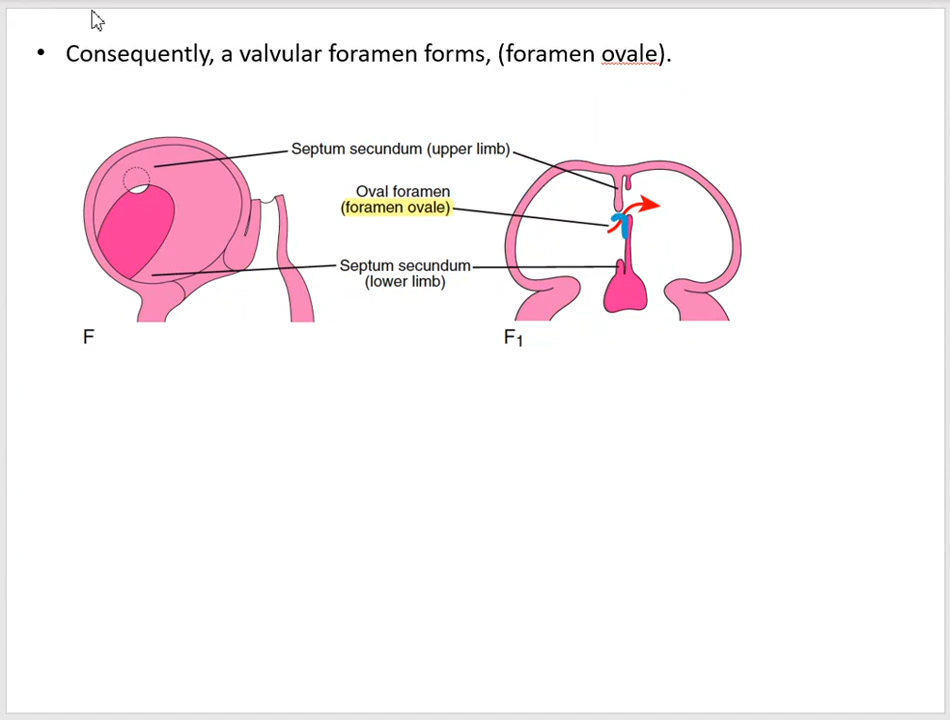 • Consequently, a valvular foramen forms, (foramen ovale).
Septum secundum (upper limb)
Oval foramen
(foramen ovale)
Septum secundum
(lower limb)
F
F1